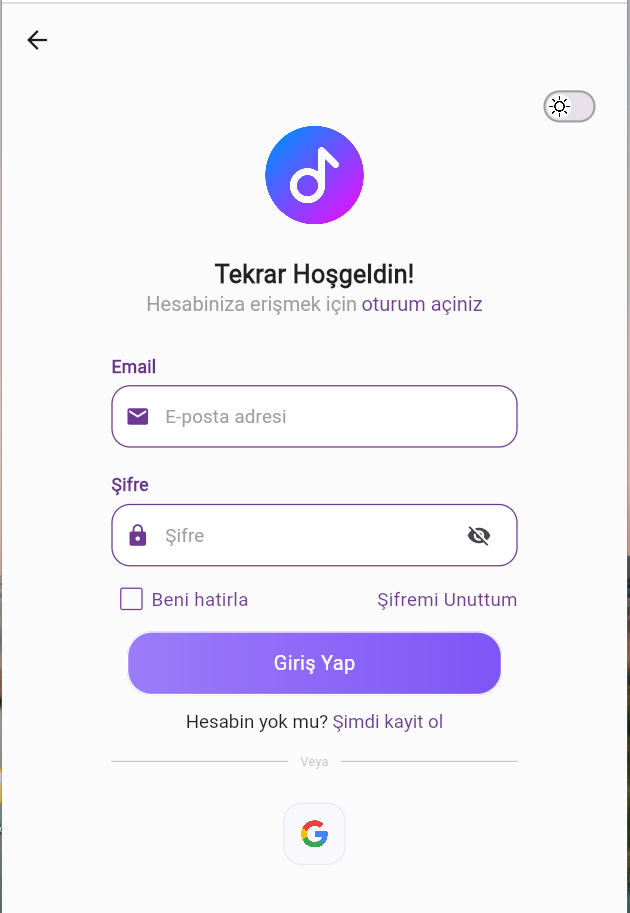 Tekrar Hoşgeldin!
Hesabiniza erişmek için oturum açiniz
Email
E-posta adresi
Şifre
Şifre
Beni hatirla Şifremi Unuttum
Giriş Yap
Hesabin yok mu? Şimdi kayit ol
Veya